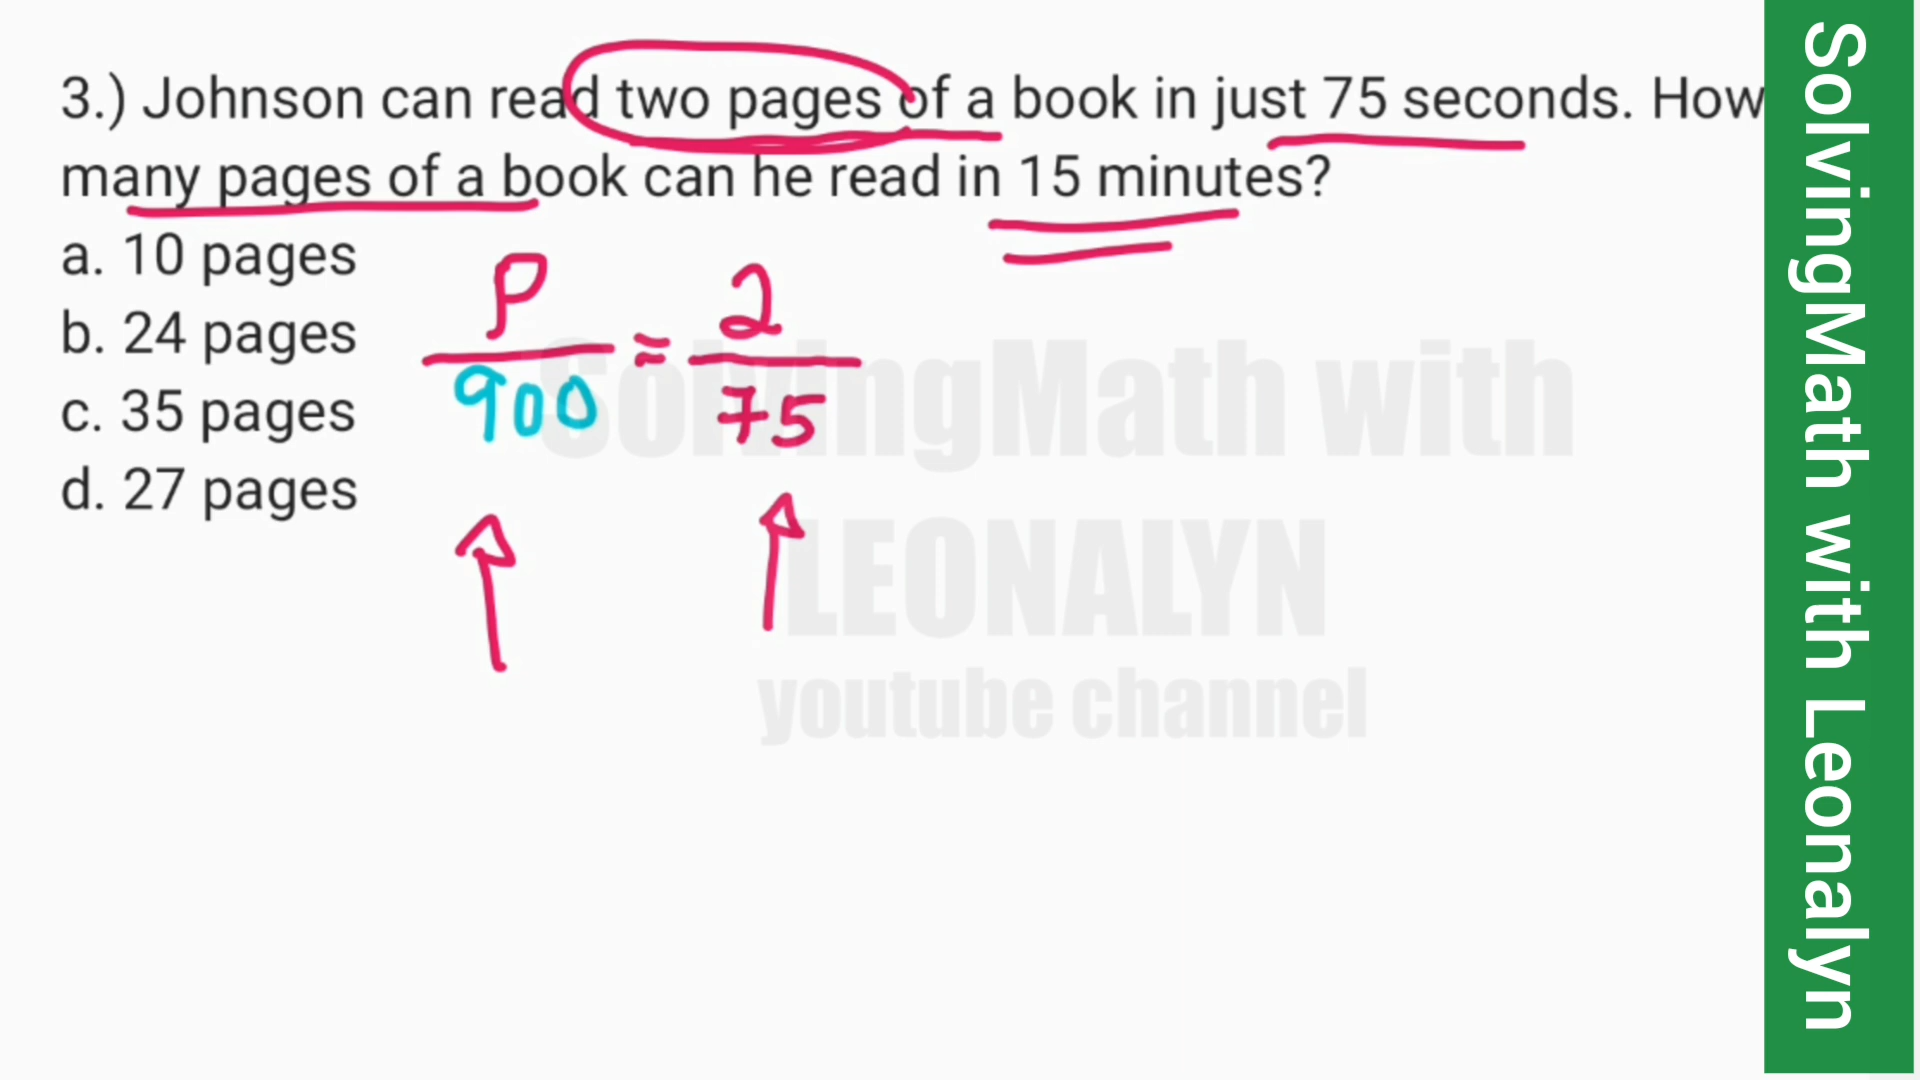 3.) Johnson can read two pages of a book in just 75 seconds. How
many pages of a book can he read in 15 minutes?
a. 10 pages
b. 24 pages
c. 35 pages
d. 27 pages
P
900
=
2
75
SolvingMath with
LEONALYN
youtube channel
SolvingMath with Leonalyn